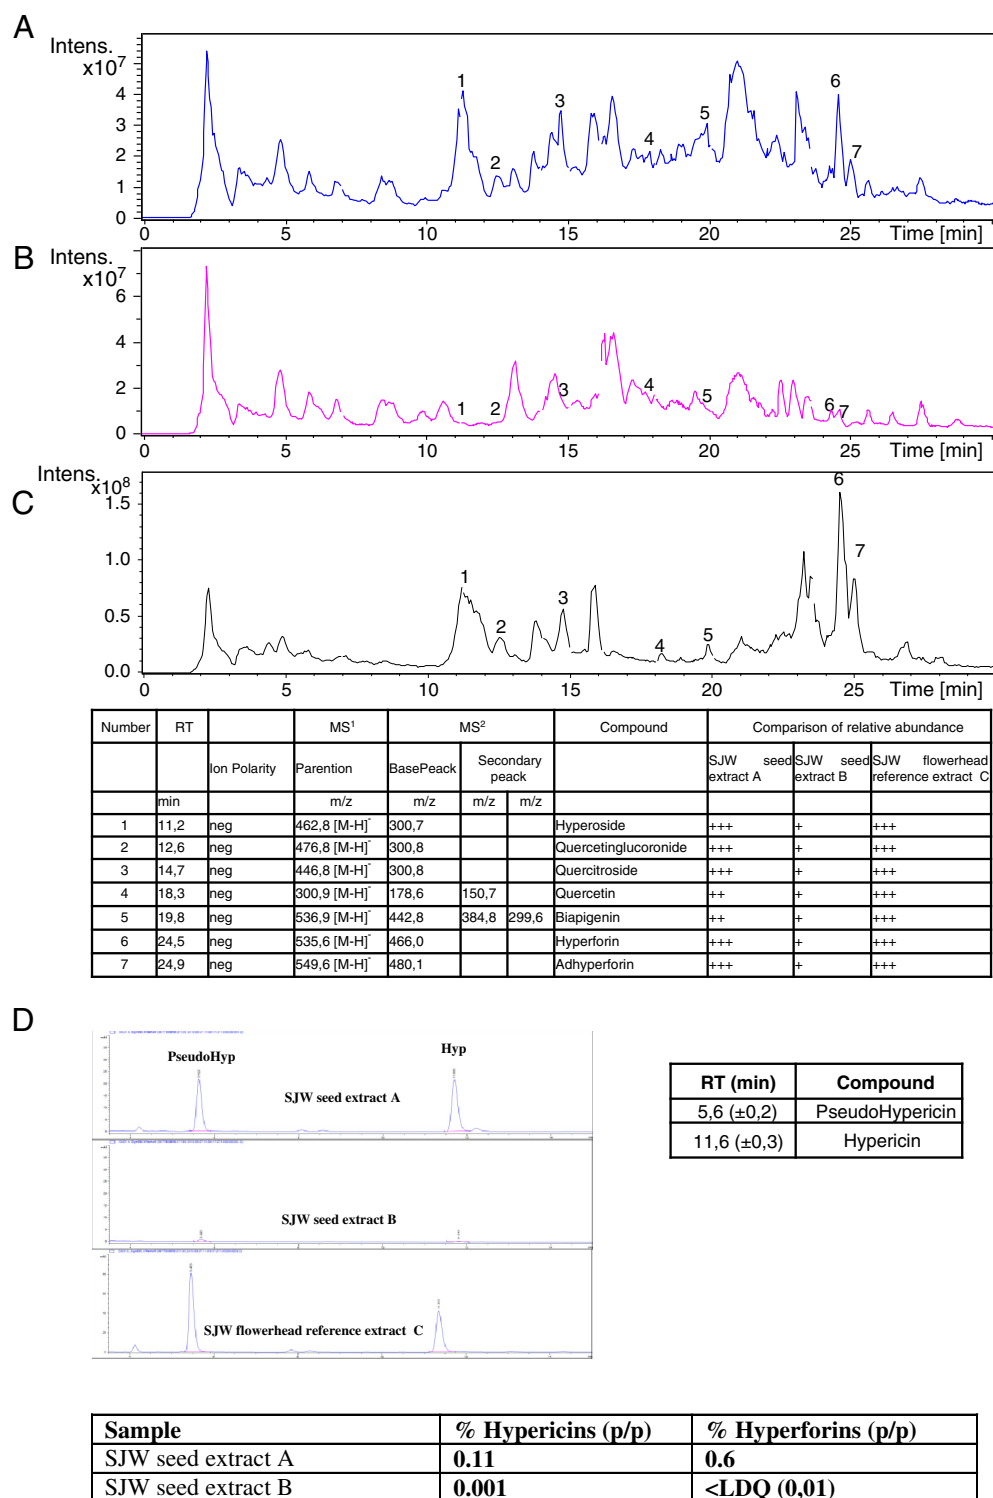 A
Intens.
x10⁷
4
3
2
1
0
1
2
3
4
5
6
7
0 5 10 15 20 25 Time [min]
B
Intens.
x10⁷
6
4
2
0
1
2
3
4
5
6
7
0 5 10 15 20 25 Time [min]
C
Intens.
x10⁸
1.5
1.0
0.5
0.0
1
2
3
4
5
6
7
0 5 10 15 20 25 Time [min]
Number RT MS¹ MS² Compound Comparison of relative abundance
Ion Polarity Parention BasePeack Secondary peack SJW seed extract A SJW seed extract B SJW flowerhead reference extract C
min m/z m/z m/z m/z
1 11,2 neg 462,8 [M-H]⁻ 300,7 Hyperoside +++ + +++
2 12,6 neg 476,8 [M-H]⁻ 300,8 Quercetinglucoronide +++ + +++
3 14,7 neg 446,8 [M-H]⁻ 300,8 Quercitroside +++ + +++
4 18,3 neg 300,9 [M-H]⁻ 178,6 150,7 Quercetin ++ + +++
5 19,8 neg 536,9 [M-H]⁻ 442,8 384,8 299,6 Biapigenin ++ + +++
6 24,5 neg 535,6 [M-H]⁻ 466,0 Hyperforin +++ + +++
7 24,9 neg 549,6 [M-H]⁻ 480,1 Adhyperforin +++ + +++
D
PseudoHyp Hyp
SJW seed extract A
SJW seed extract B
SJW flowerhead reference extract C
RT (min) Compound
5,6 (±0,2) PseudoHypericin
11,6 (±0,3) Hypericin
Sample % Hypericins (p/p) % Hyperforins (p/p)
SJW seed extract A 0.11 0.6
SJW seed extract B 0.001 <LDQ (0,01)